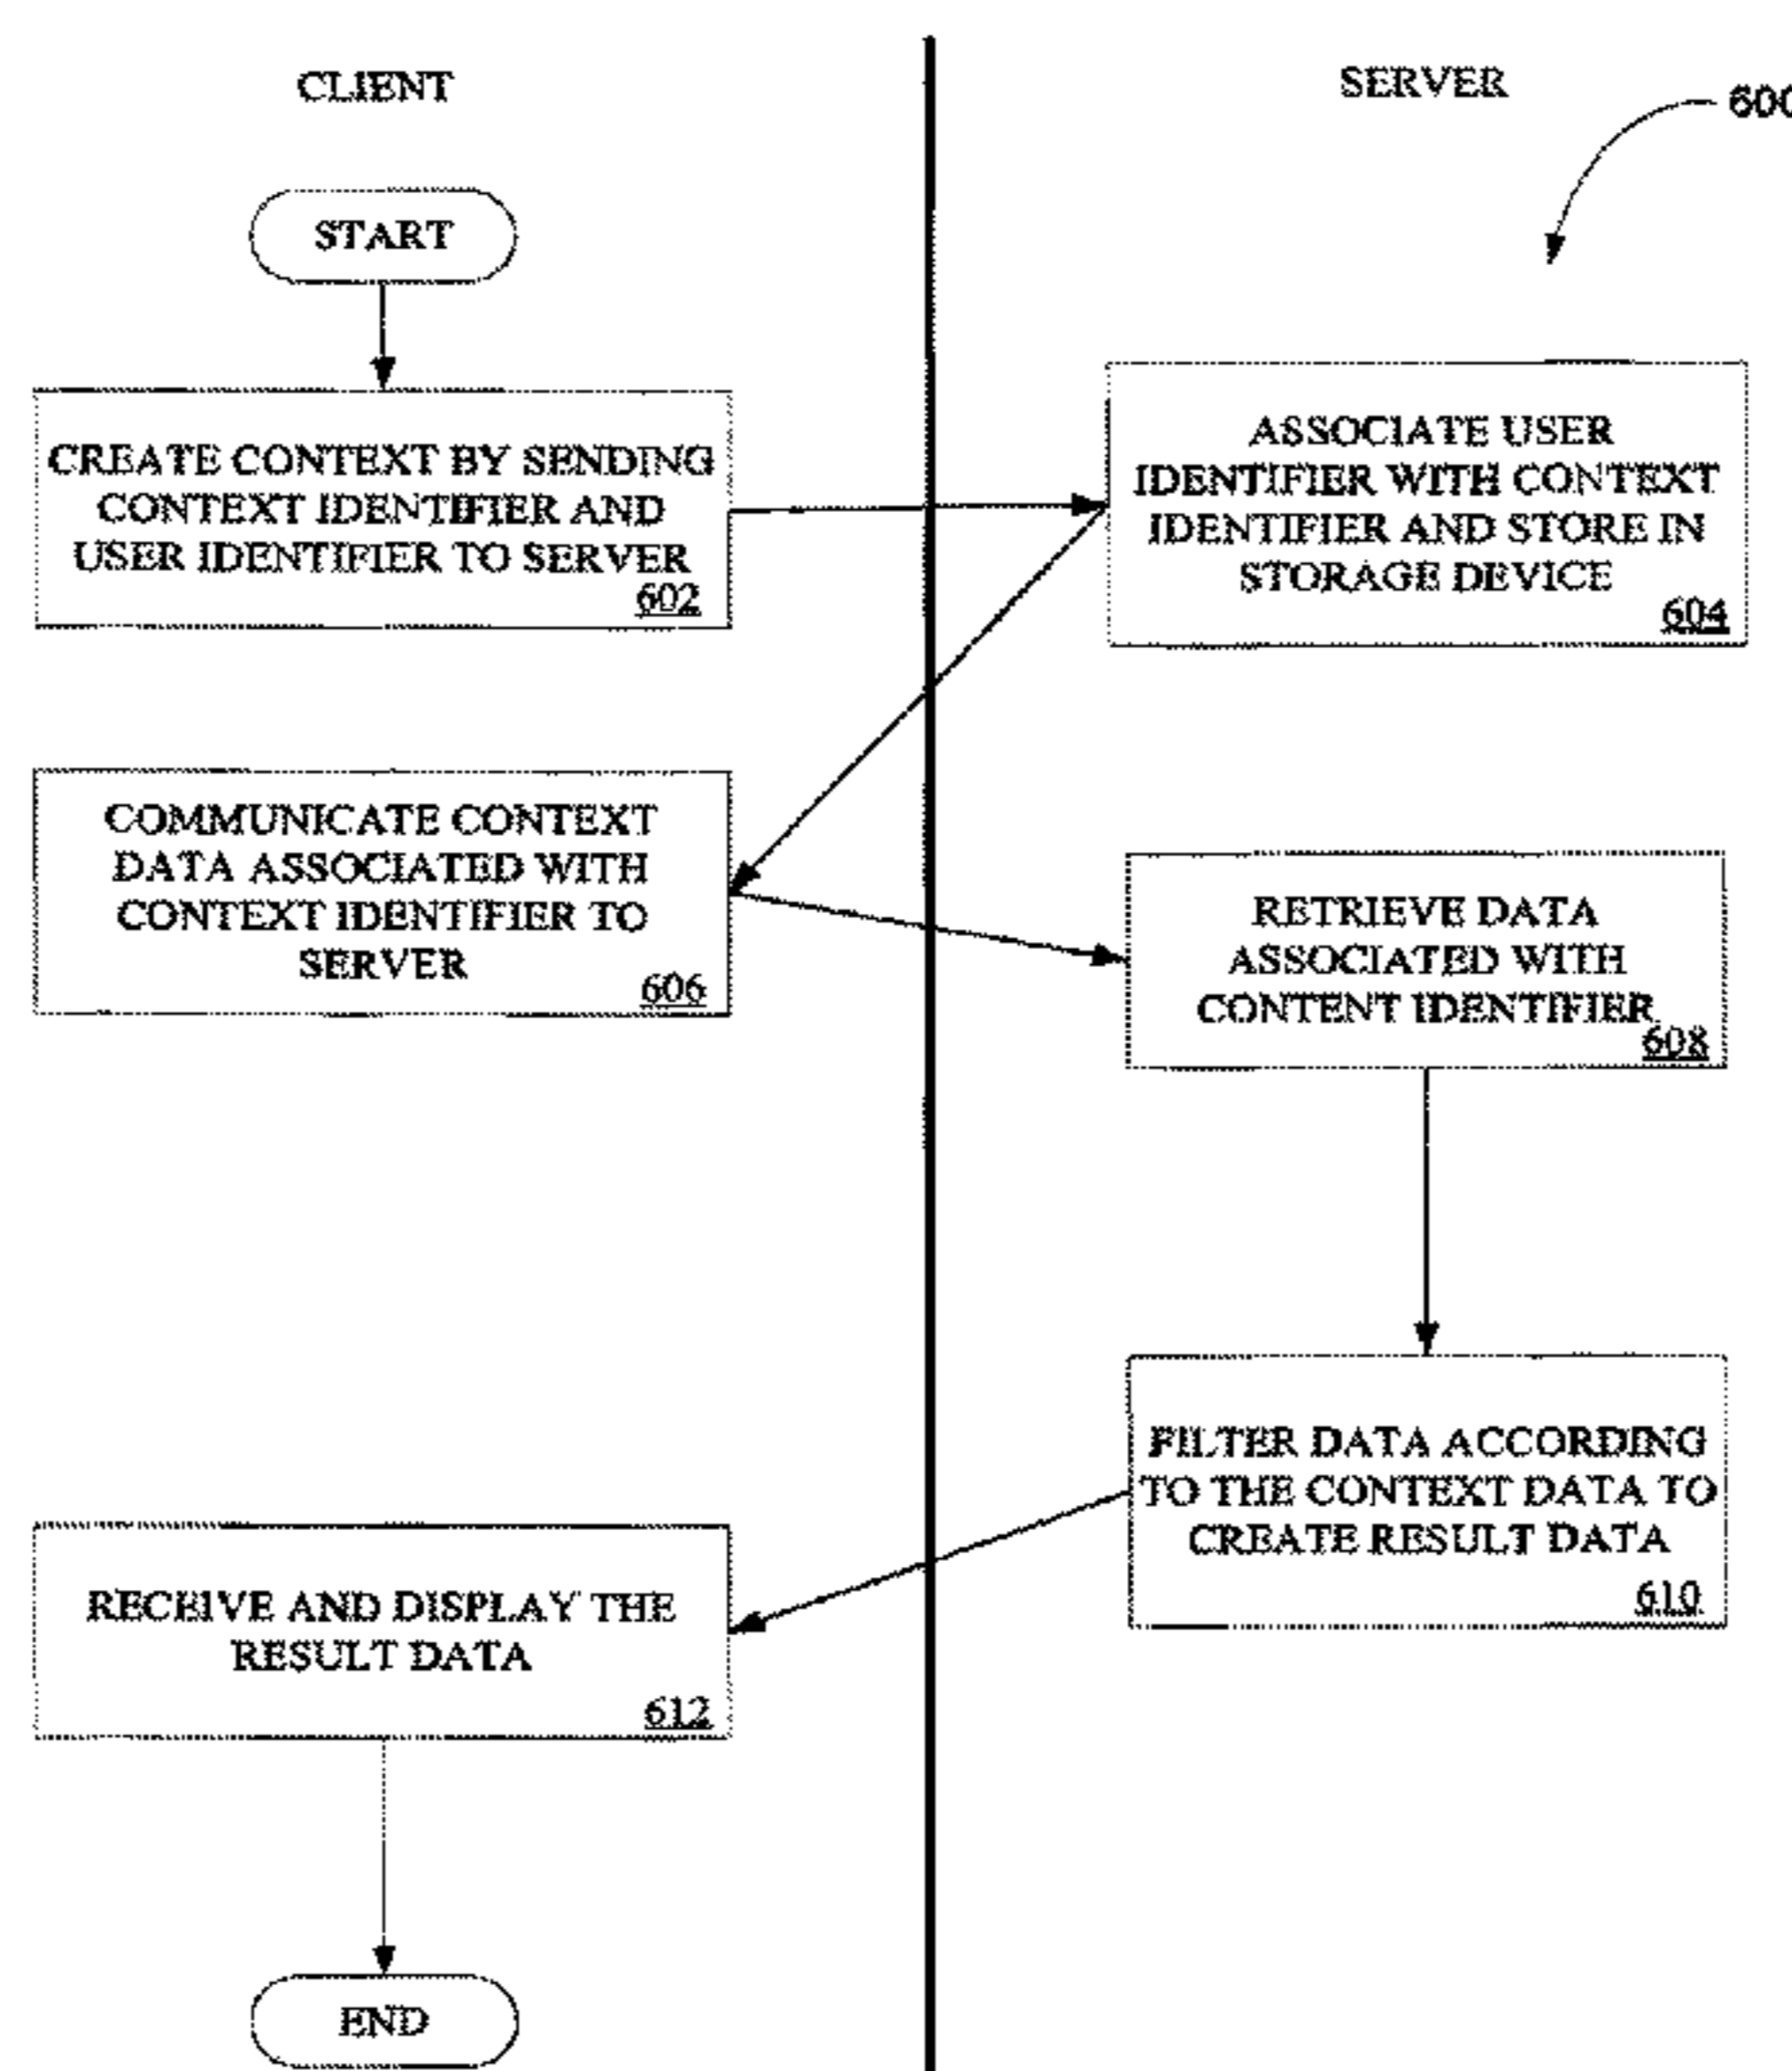 CLIENT
SERVER
600
START
CREATE CONTEXT BY SENDING
CONTEXT IDENTIFIER AND
USER IDENTIFIER TO SERVER
602
ASSOCIATE USER
IDENTIFIER WITH CONTEXT
IDENTIFIER AND STORE IN
STORAGE DEVICE
604
COMMUNICATE CONTEXT
DATA ASSOCIATED WITH
CONTEXT IDENTIFIER TO
SERVER
606
RETRIEVE DATA
ASSOCIATED WITH
CONTENT IDENTIFIER
608
FILTER DATA ACCORDING
TO THE CONTEXT DATA TO
CREATE RESULT DATA
610
RECEIVE AND DISPLAY THE
RESULT DATA
612
END